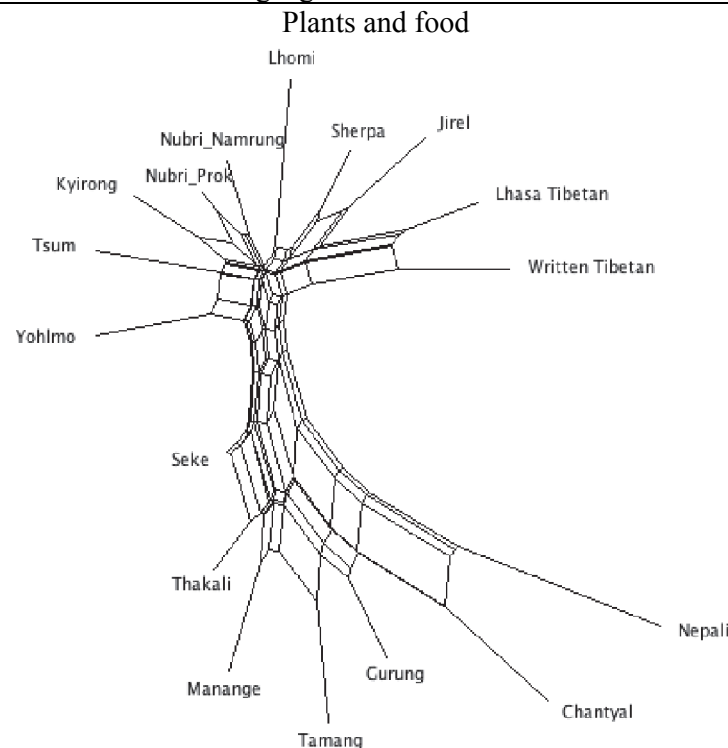 Plants and food
Lhomi
Sherpa
Jirel
Nubri_Namrung
Nubri_Prok
Kyirong
Lhasa Tibetan
Tsum
Written Tibetan
Yohlmo
Seke
Thakali
Nepali
Gurung
Manange
Chantyal
Tamang